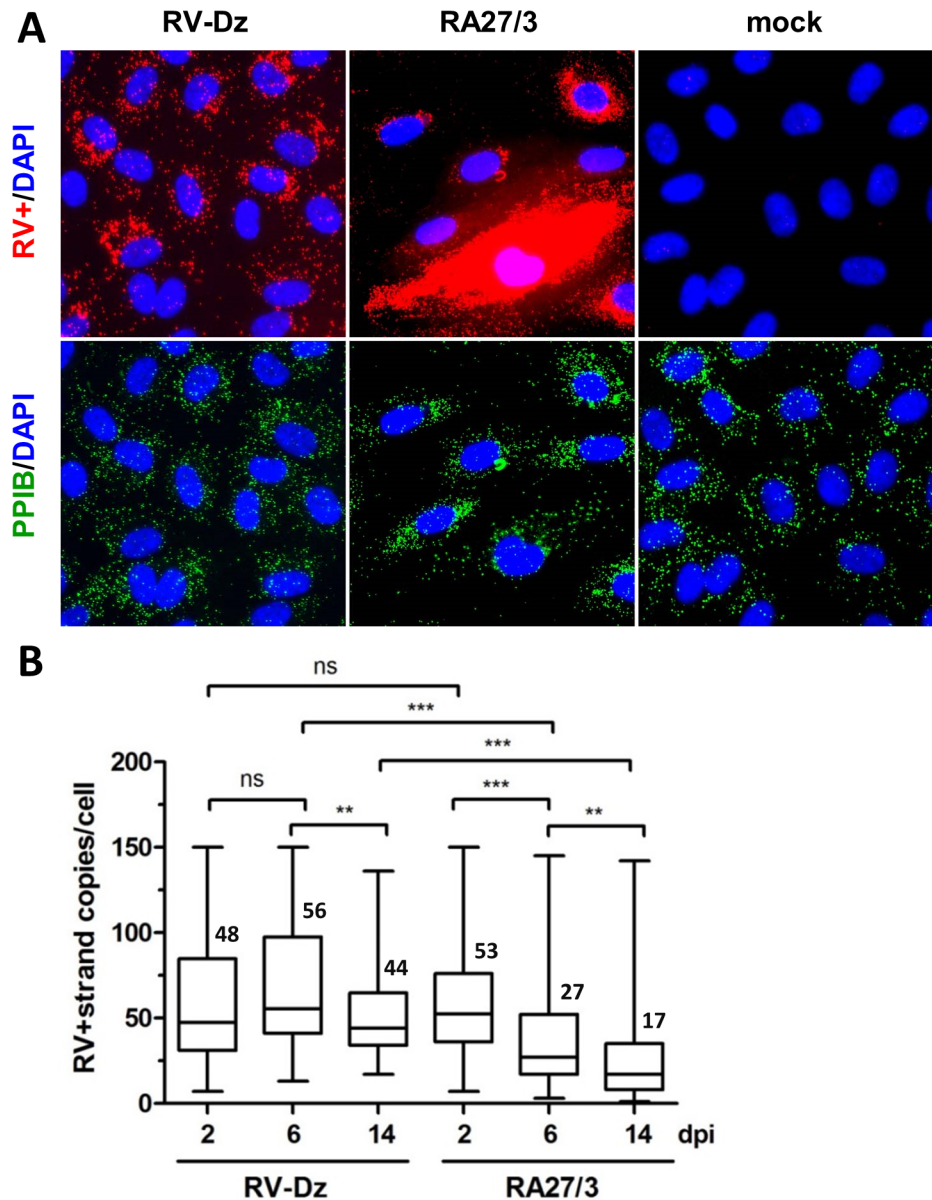 A
RV-Dz RA27/3 mock
RV+/DAPI
PPIB/DAPI
B
ns
***
***
ns ** *** **
RV+strand copies/cell
200
150
100
50
0
48 56 44 53 27 17
2 6 14 2 6 14 dpi
RV-Dz RA27/3